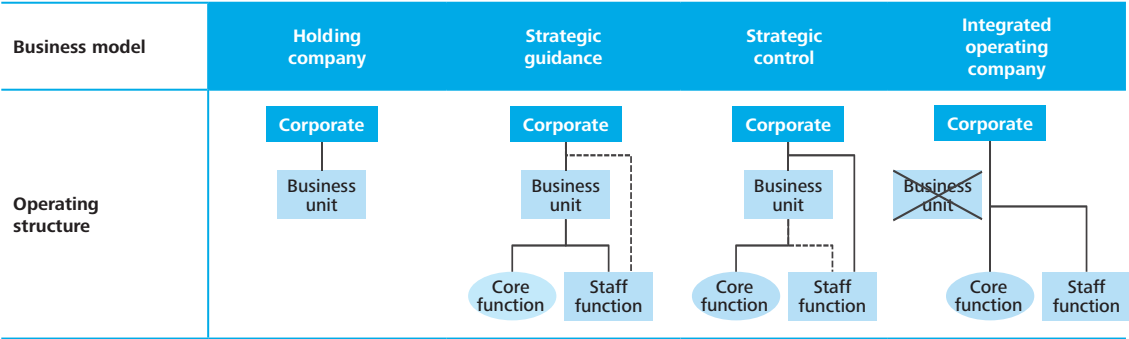 Business model
Holding
company
Strategic
guidance
Strategic
control
Integrated
operating
company
Operating
structure
Corporate
Business
unit
Corporate
Business
unit
Core
function
Staff
function
Corporate
Business
unit
Core
function
Staff
function
Corporate
Business
unit
Core
function
Staff
function